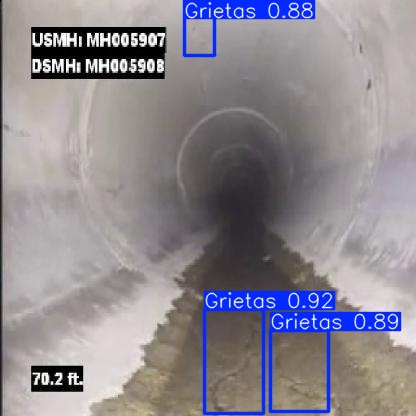 Grietas 0.88
USMH: MH005907
DSMH: MH005908
Grietas 0.92
Grietas 0.89
70.2 ft.